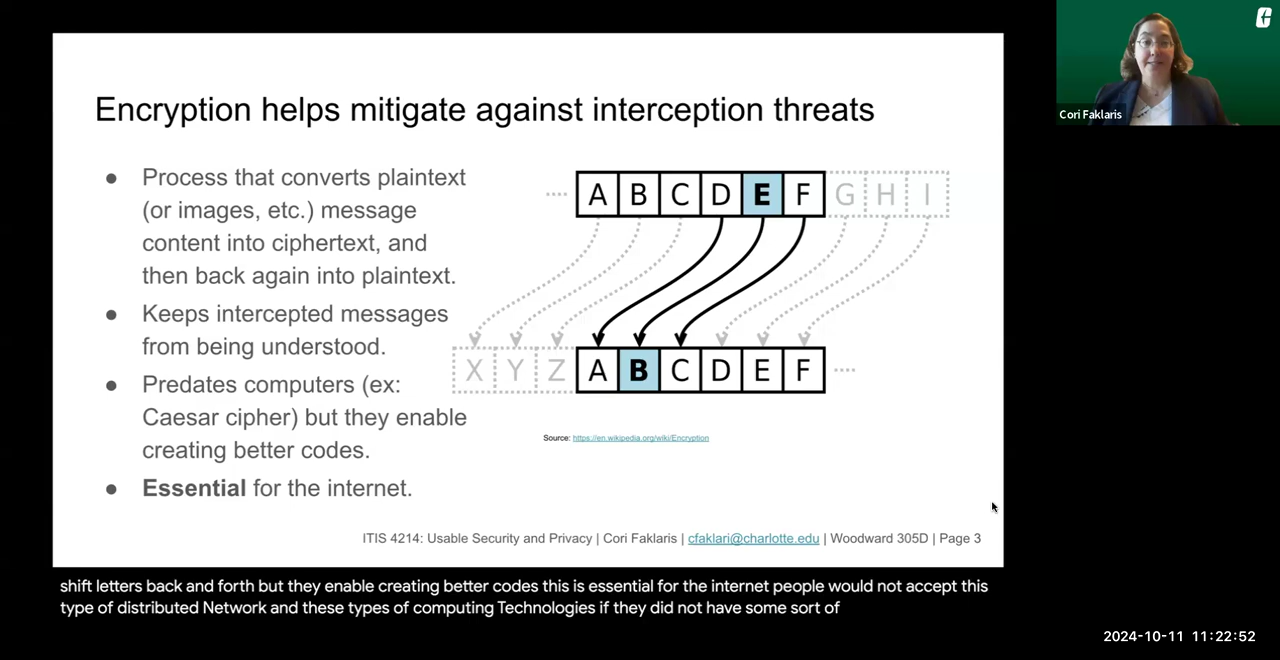 Encryption helps mitigate against interception threats
● Process that converts plaintext
(or images, etc.) message
content into ciphertext, and
then back again into plaintext.
● Keeps intercepted messages
from being understood.
● Predates computers (ex:
Caesar cipher) but they enable
creating better codes.
● Essential for the internet.
A B C D E F G H I
X Y Z A B C D E F
Source: https://en.wikipedia.org/wiki/Encryption
ITIS 4214: Usable Security and Privacy | Cori Faklaris | cfaklari@charlotte.edu | Woodward 305D | Page 3
C
Cori Faklaris
shift letters back and forth but they enable creating better codes this is essential for the internet people would not accept this
type of distributed Network and these types of computing Technologies if they did not have some sort of
2024-10-11 11:22:52